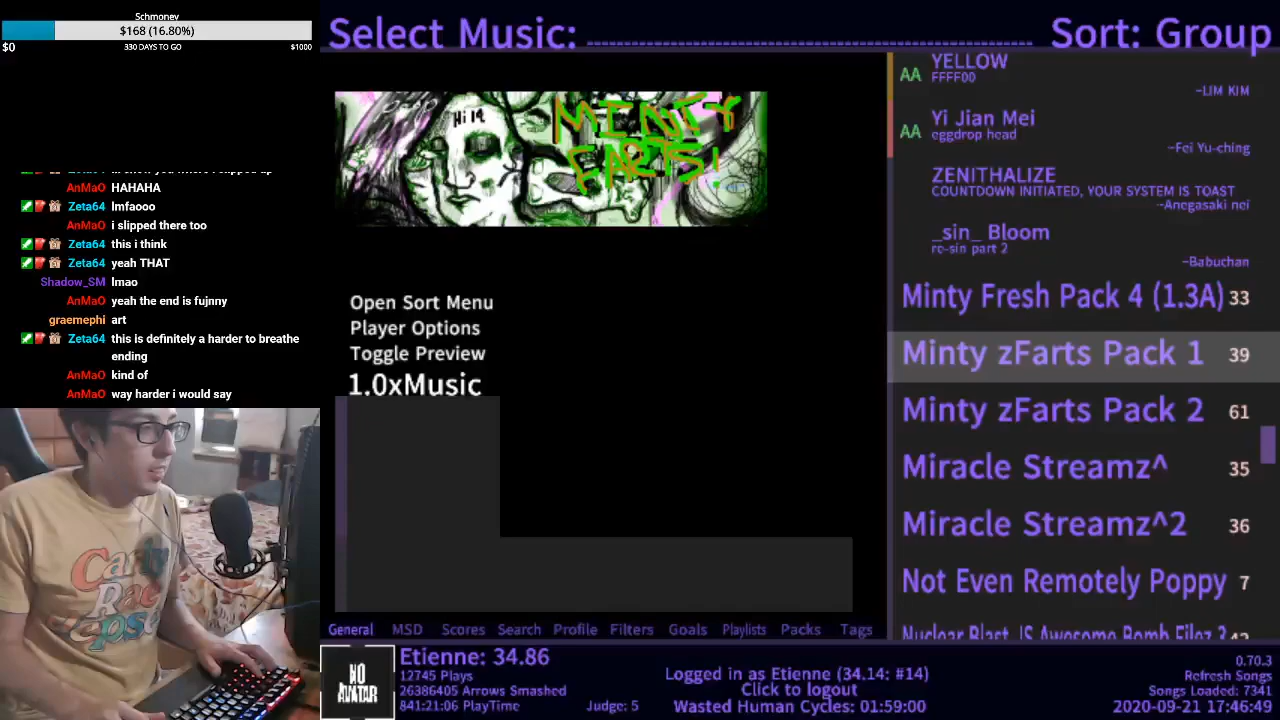 Schmoney
$168 (16.80%)
$0 330 DAYS TO GO $1000
AnMaO HAHAHA
Zeta64 lmfaooo
AnMaO i slipped there too
Zeta64 this i think
Zeta64 yeah THAT
Shadow_SM lmao
AnMaO yeah the end is fujnny
graemephi art
Zeta64 this is definitely a harder to breathe
ending
AnMaO kind of
AnMaO way harder i would say
Select Music:
Sort: Group
Hi 19
MINTY
FARTS!
Open Sort Menu
Player Options
Toggle Preview
1.0xMusic
AA YELLOW
FFFF00
~LIM KIM
AA Yi Jian Mei
eggdrop head
~Fei Yu-ching
ZENITHALIZE
COUNTDOWN INITIATED, YOUR SYSTEM IS TOAST
~Anegasaki nei
_sin_ Bloom
re-sin part 2
~Babuchan
Minty Fresh Pack 4 (1.3A) 33
Minty zFarts Pack 1 39
Minty zFarts Pack 2 61
Miracle Streamz^ 35
Miracle Streamz^2 36
Not Even Remotely Poppy 7
General MSD Scores Search Profile Filters Goals Playlists Packs Tags
NO
AVATAR
Etienne: 34.86
12745 Plays
26386405 Arrows Smashed
841:21:06 PlayTime
Judge: 5
Logged in as Etienne (34.14: #14)
Click to logout
Wasted Human Cycles: 01:59:00
0.70.3
Refresh Songs
Songs Loaded: 7341
2020-09-21 17:46:49
Carly
Rae